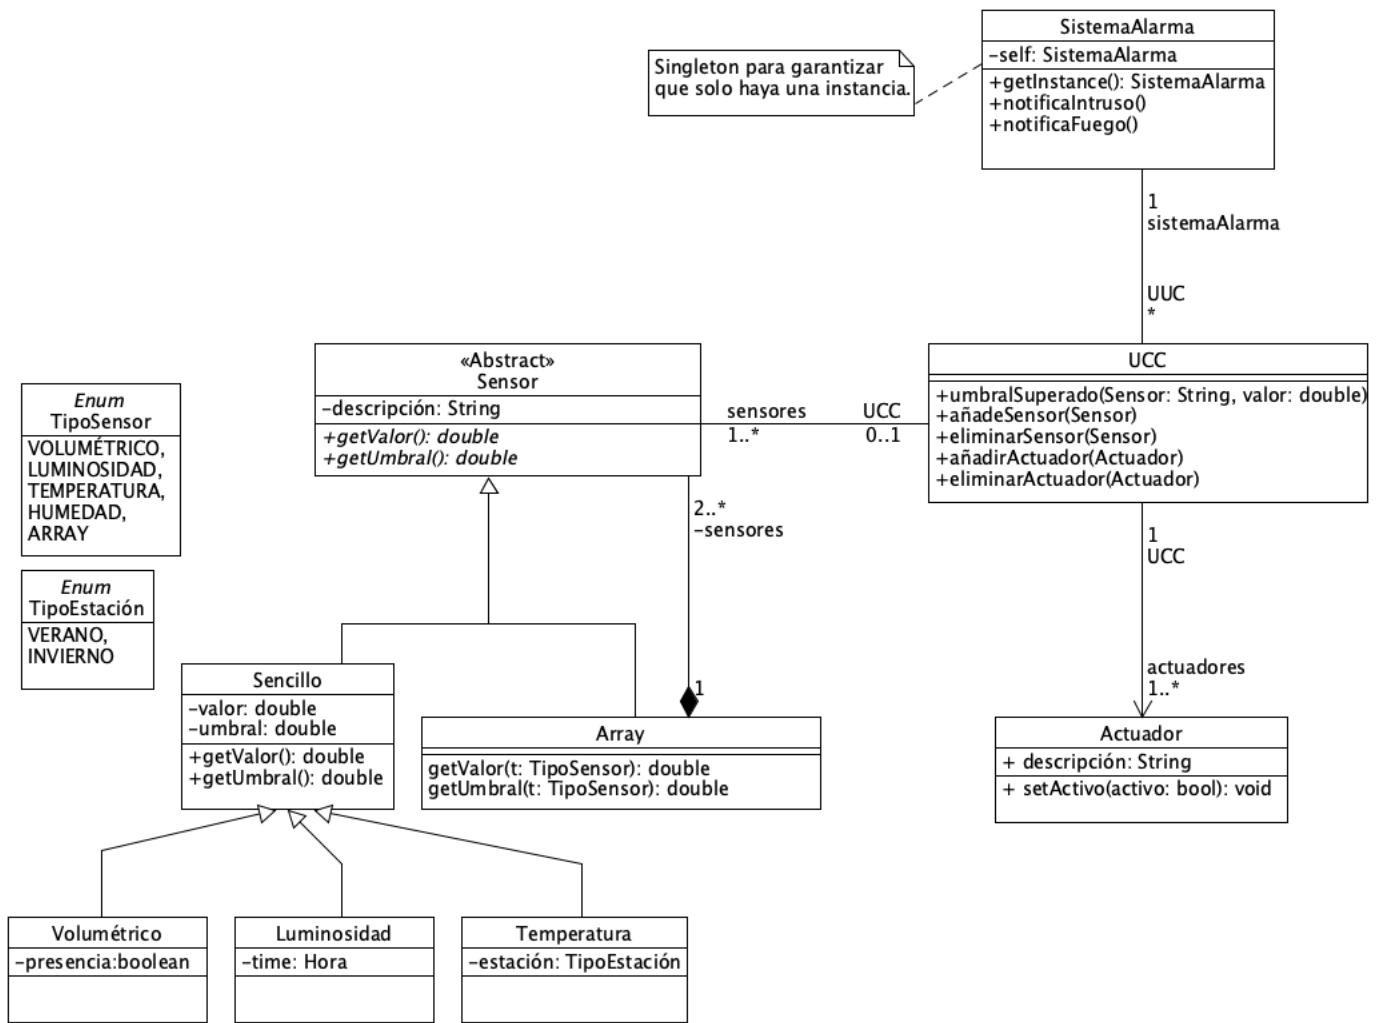 SistemaAlarma
-self: SistemaAlarma
+getInstance(): SistemaAlarma
+notificaIntruso()
+notificaFuego()
Singleton para garantizar
que solo haya una instancia.
1
sistemaAlarma
UUC
*
«Abstract»
Sensor
-descripción: String
+getValor(): double
+getUmbral(): double
sensores
1..*
UCC
0..1
UCC
+umbralSuperado(Sensor: String, valor: double)
+añadeSensor(Sensor)
+eliminarSensor(Sensor)
+añadirActuador(Actuador)
+eliminarActuador(Actuador)
Enum
TipoSensor
VOLUMÉTRICO,
LUMINOSIDAD,
TEMPERATURA,
HUMEDAD,
ARRAY
2..*
-sensores
1
UCC
Enum
TipoEstación
VERANO,
INVIERNO
actuadores
1..*
Sencillo
-valor: double
-umbral: double
+getValor(): double
+getUmbral(): double
1
Array
getValor(t: TipoSensor): double
getUmbral(t: TipoSensor): double
Actuador
+ descripción: String
+ setActivo(activo: bool): void
Volumétrico
-presencia:boolean
Luminosidad
-time: Hora
Temperatura
-estación: TipoEstación